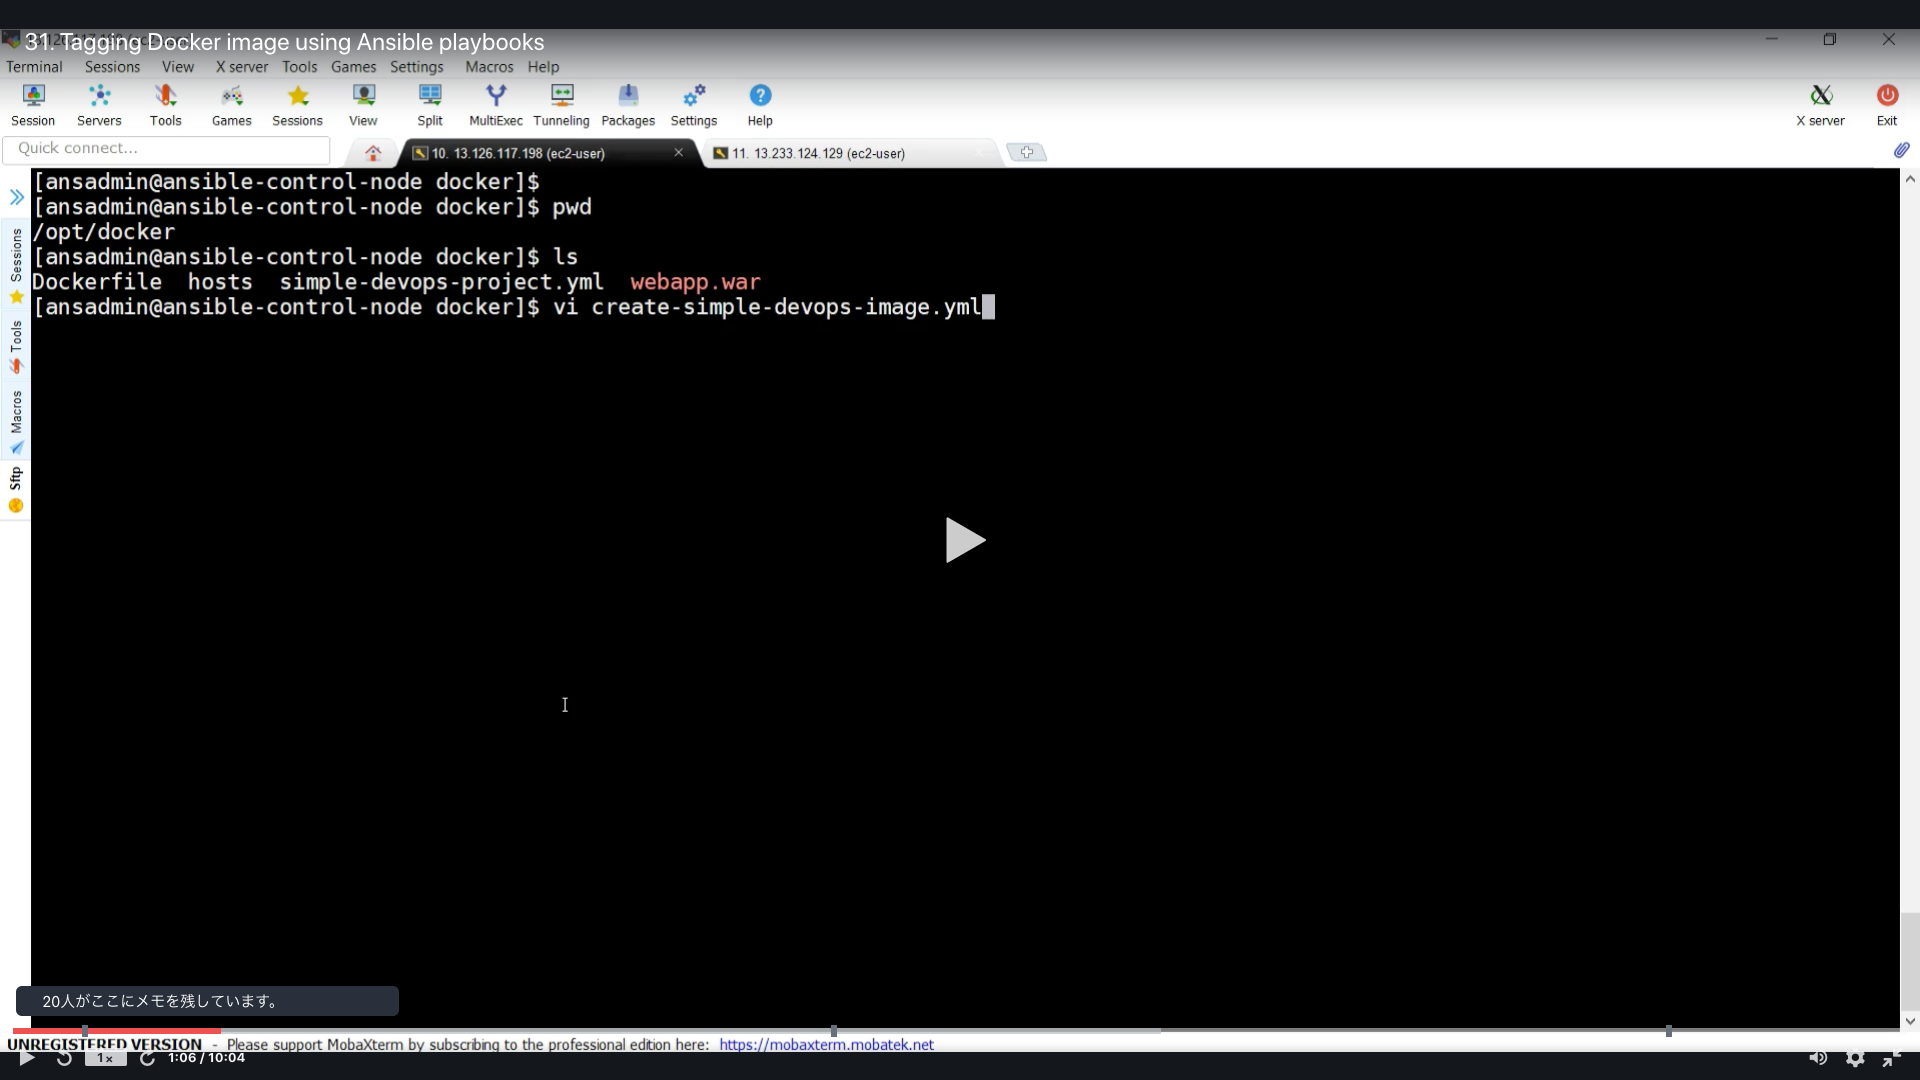 31. Tagging Docker image using Ansible playbooks
Terminal Sessions View X server Tools Games Settings Macros Help
Session Servers Tools Games Sessions View Split MultiExec Tunneling Packages Settings Help X server Exit
Quick connect...
10. 13.126.117.198 (ec2-user)
11. 13.233.124.129 (ec2-user)
[ansadmin@ansible-control-node docker]$
[ansadmin@ansible-control-node docker]$ pwd
/opt/docker
[ansadmin@ansible-control-node docker]$ ls
Dockerfile hosts simple-devops-project.yml webapp.war
[ansadmin@ansible-control-node docker]$ vi create-simple-devops-image.yml
Sessions
Tools
Macros
Sftp
20人がここにメモを残しています。
UNREGISTERED VERSION - Please support MobaXterm by subscribing to the professional edition here: https://mobaxterm.mobatek.net
1x 1:06 / 10:04